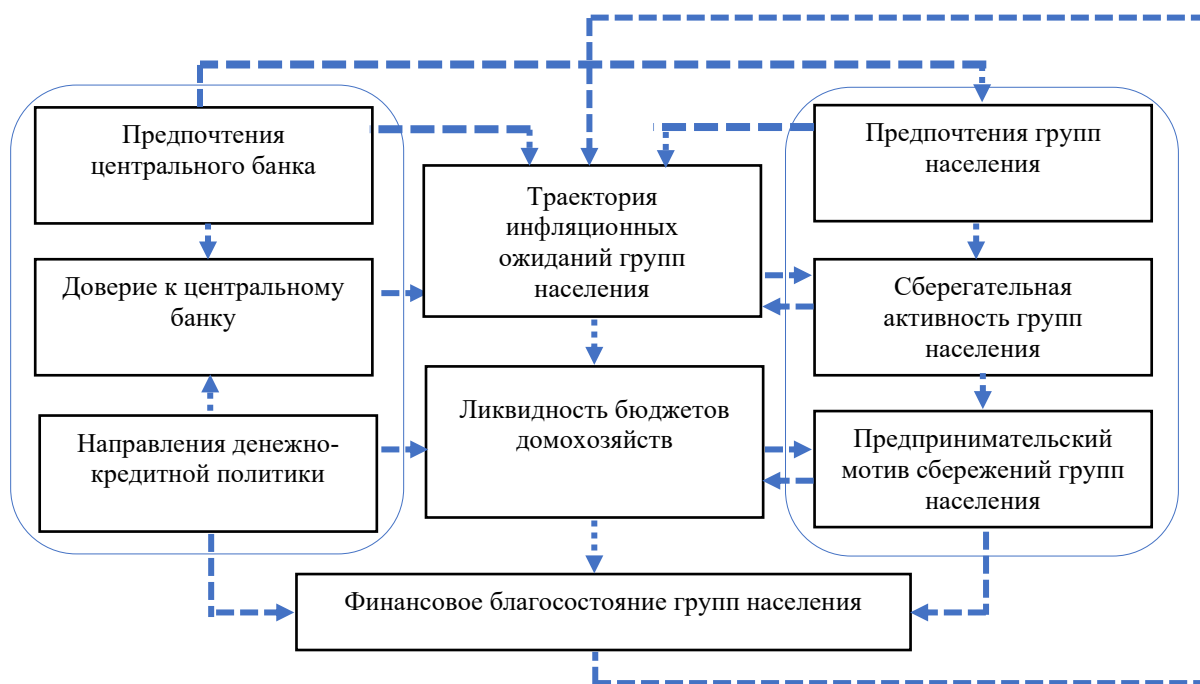 Предпочтения
центрального банка
Предпочтения групп
населения
Траектория
инфляционных
ожиданий групп
населения
Доверие к центральному
банку
Сберегательная
активность групп
населения
Направления денежно-
кредитной политики
Ликвидность бюджетов
домохозяйств
Предпринимательский
мотив сбережений групп
населения
Финансовое благосостояние групп населения